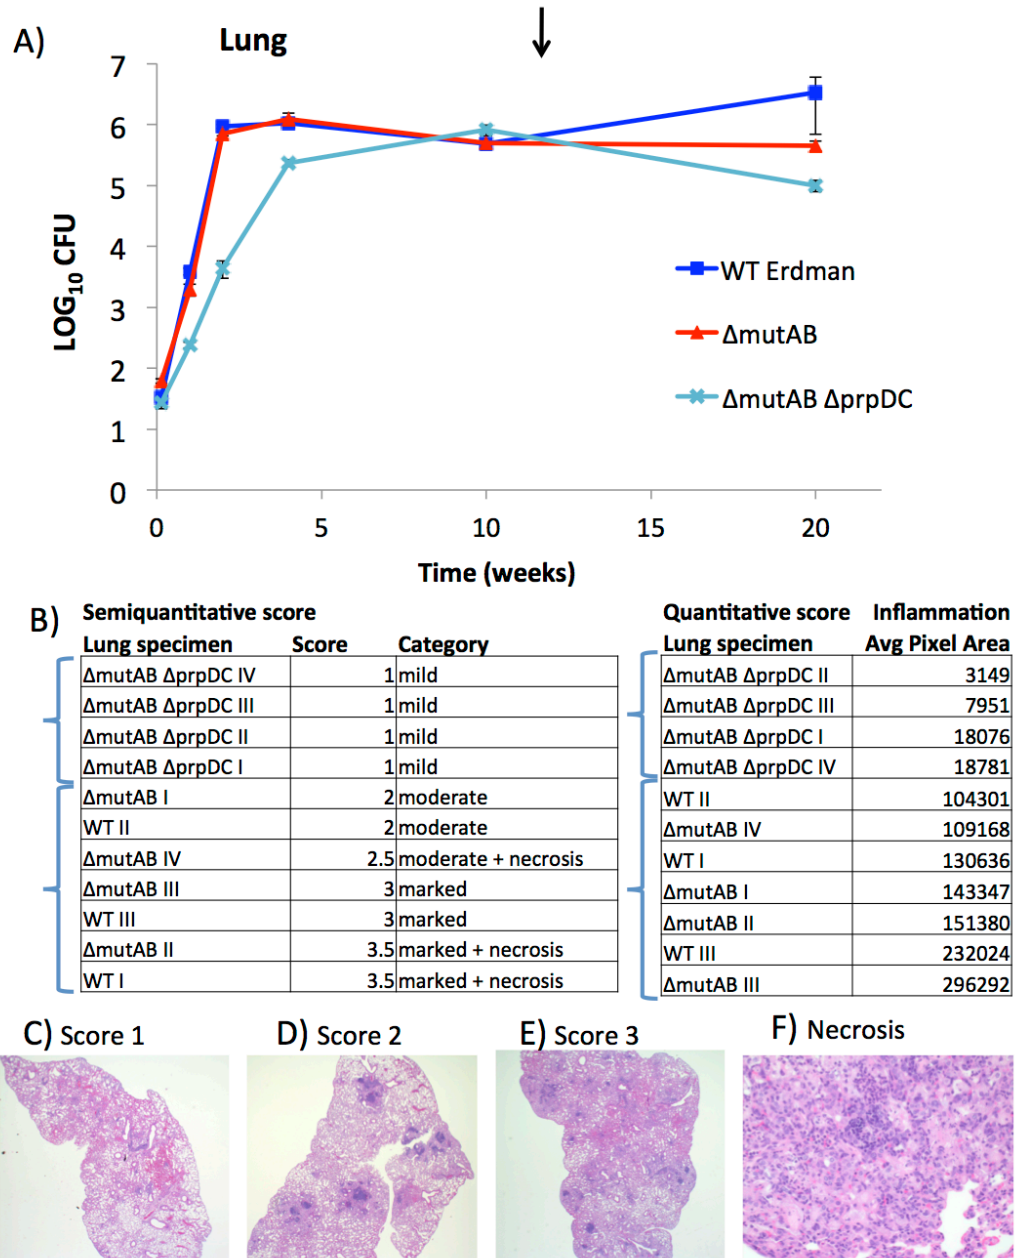 A)
Lung
7
6
5
4
3
2
1
0
LOG10 CFU
WT Erdman
ΔmutAB
ΔmutAB ΔprpDC
0 5 10 15 20
Time (weeks)
B)
Semiquantitative score
Lung specimen Score Category
ΔmutAB ΔprpDC IV 1 mild
ΔmutAB ΔprpDC III 1 mild
ΔmutAB ΔprpDC II 1 mild
ΔmutAB ΔprpDC I 1 mild
ΔmutAB I 2 moderate
WT II 2 moderate
ΔmutAB IV 2.5 moderate + necrosis
ΔmutAB III 3 marked
WT III 3 marked
ΔmutAB II 3.5 marked + necrosis
WT I 3.5 marked + necrosis
Quantitative score Inflammation
Lung specimen Avg Pixel Area
ΔmutAB ΔprpDC II 3149
ΔmutAB ΔprpDC III 7951
ΔmutAB ΔprpDC I 18076
ΔmutAB ΔprpDC IV 18781
WT II 104301
ΔmutAB IV 109168
WT I 130636
ΔmutAB I 143347
ΔmutAB II 151380
WT III 232024
ΔmutAB III 296292
C) Score 1
D) Score 2
E) Score 3
F) Necrosis